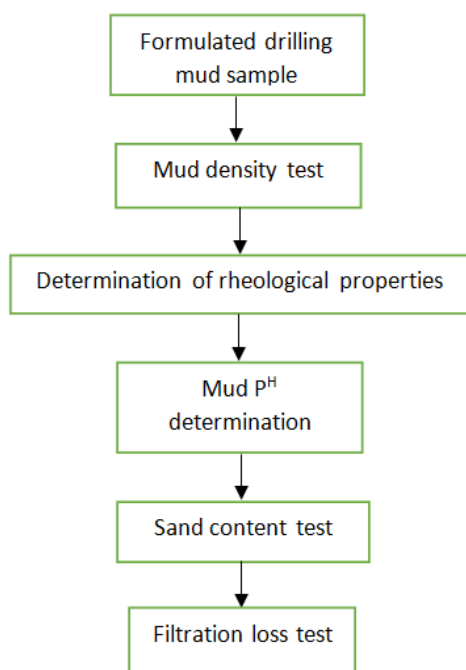 Formulated drilling
mud sample
Mud density test
Determination of rheological properties
Mud Pᴴ
determination
Sand content test
Filtration loss test